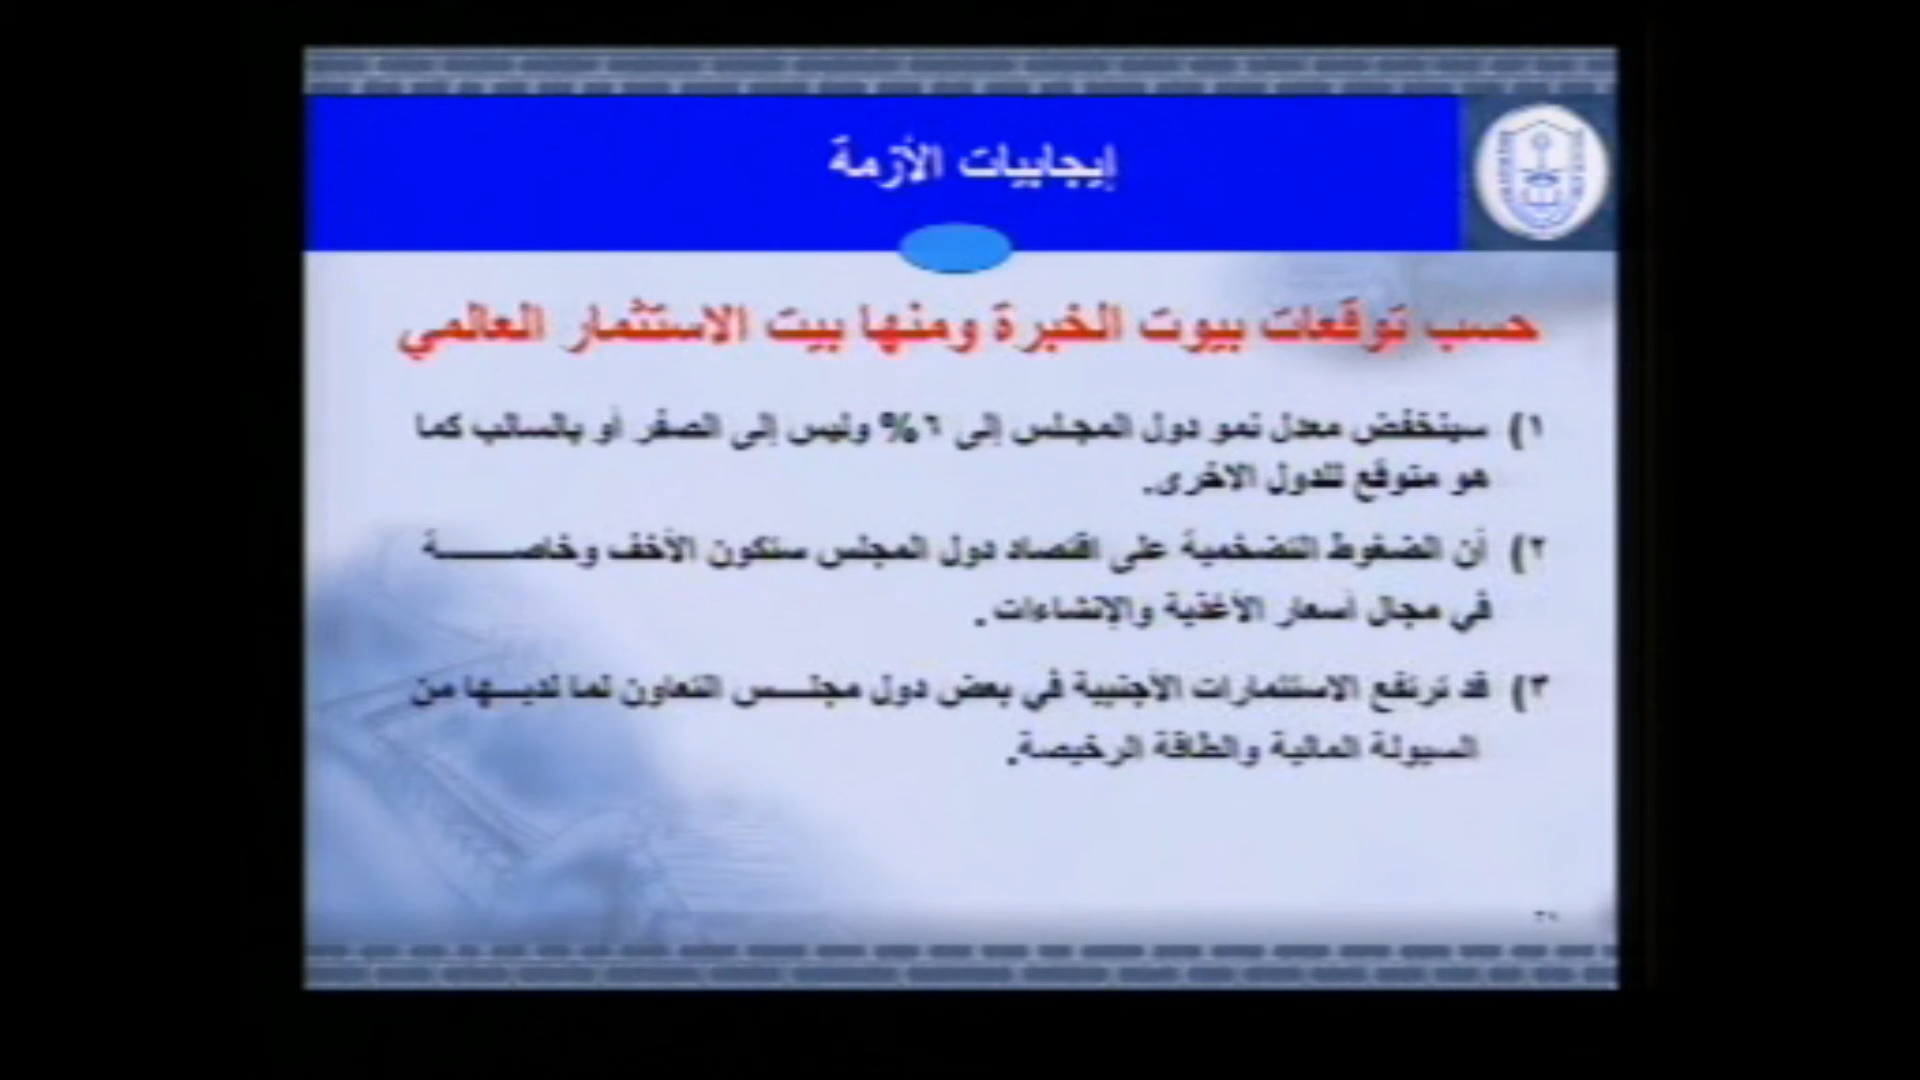 إيجابيات الأزمة
حسب توقعات بيوت الخبرة ومنها بيت الاستثمار العالمي
١) سينخفض معدل نمو دول المجلس إلى ٦% وليس إلى الصفر أو بالسالب كما
هو متوقع للدول الاخرى.
٢) أن الضغوط التضخمية على اقتصاد دول المجلس ستكون الأخف وخاصـــــة
في مجال أسعار الأغذية والإنشاءات .
٣) قد ترتفع الاستثمارات الأجنبية في بعض دول مجلــس التعاون لما لديــها من
السيولة المالية والطاقة الرخيصة.